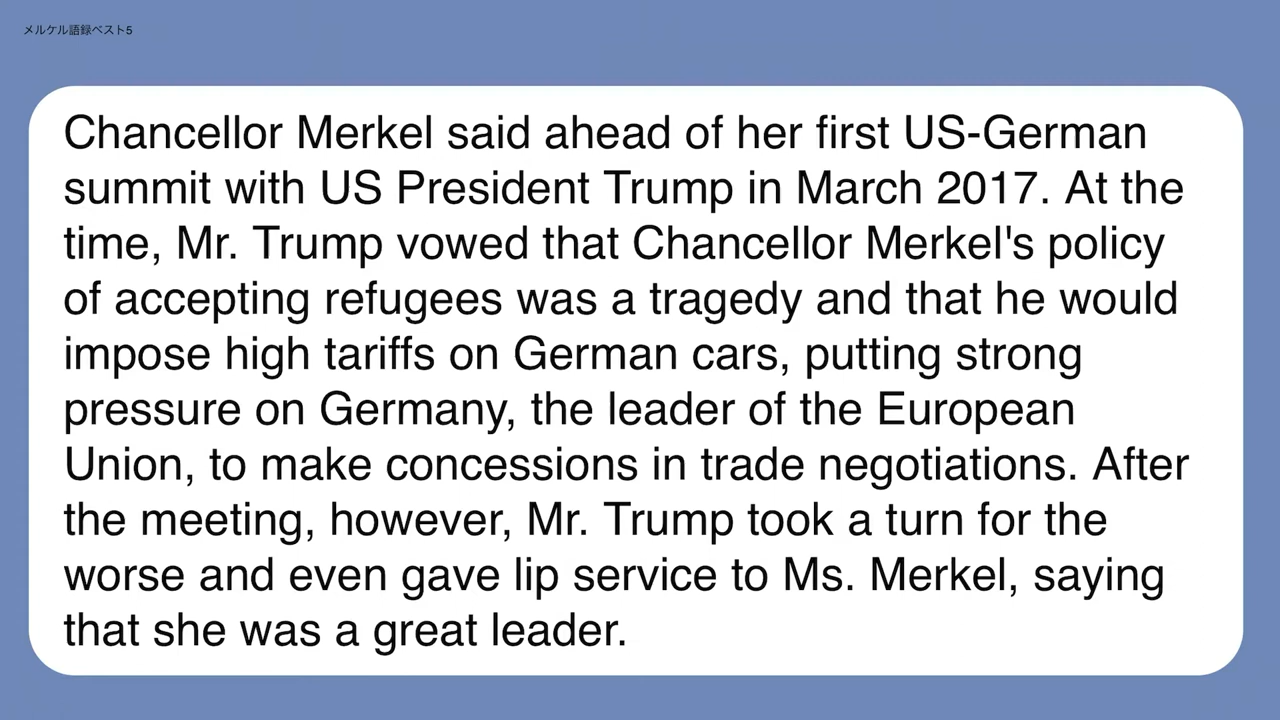 メルケル語録ベスト5
Chancellor Merkel said ahead of her first US-German
summit with US President Trump in March 2017. At the
time, Mr. Trump vowed that Chancellor Merkel's policy
of accepting refugees was a tragedy and that he would
impose high tariffs on German cars, putting strong
pressure on Germany, the leader of the European
Union, to make concessions in trade negotiations. After
the meeting, however, Mr. Trump took a turn for the
worse and even gave lip service to Ms. Merkel, saying
that she was a great leader.